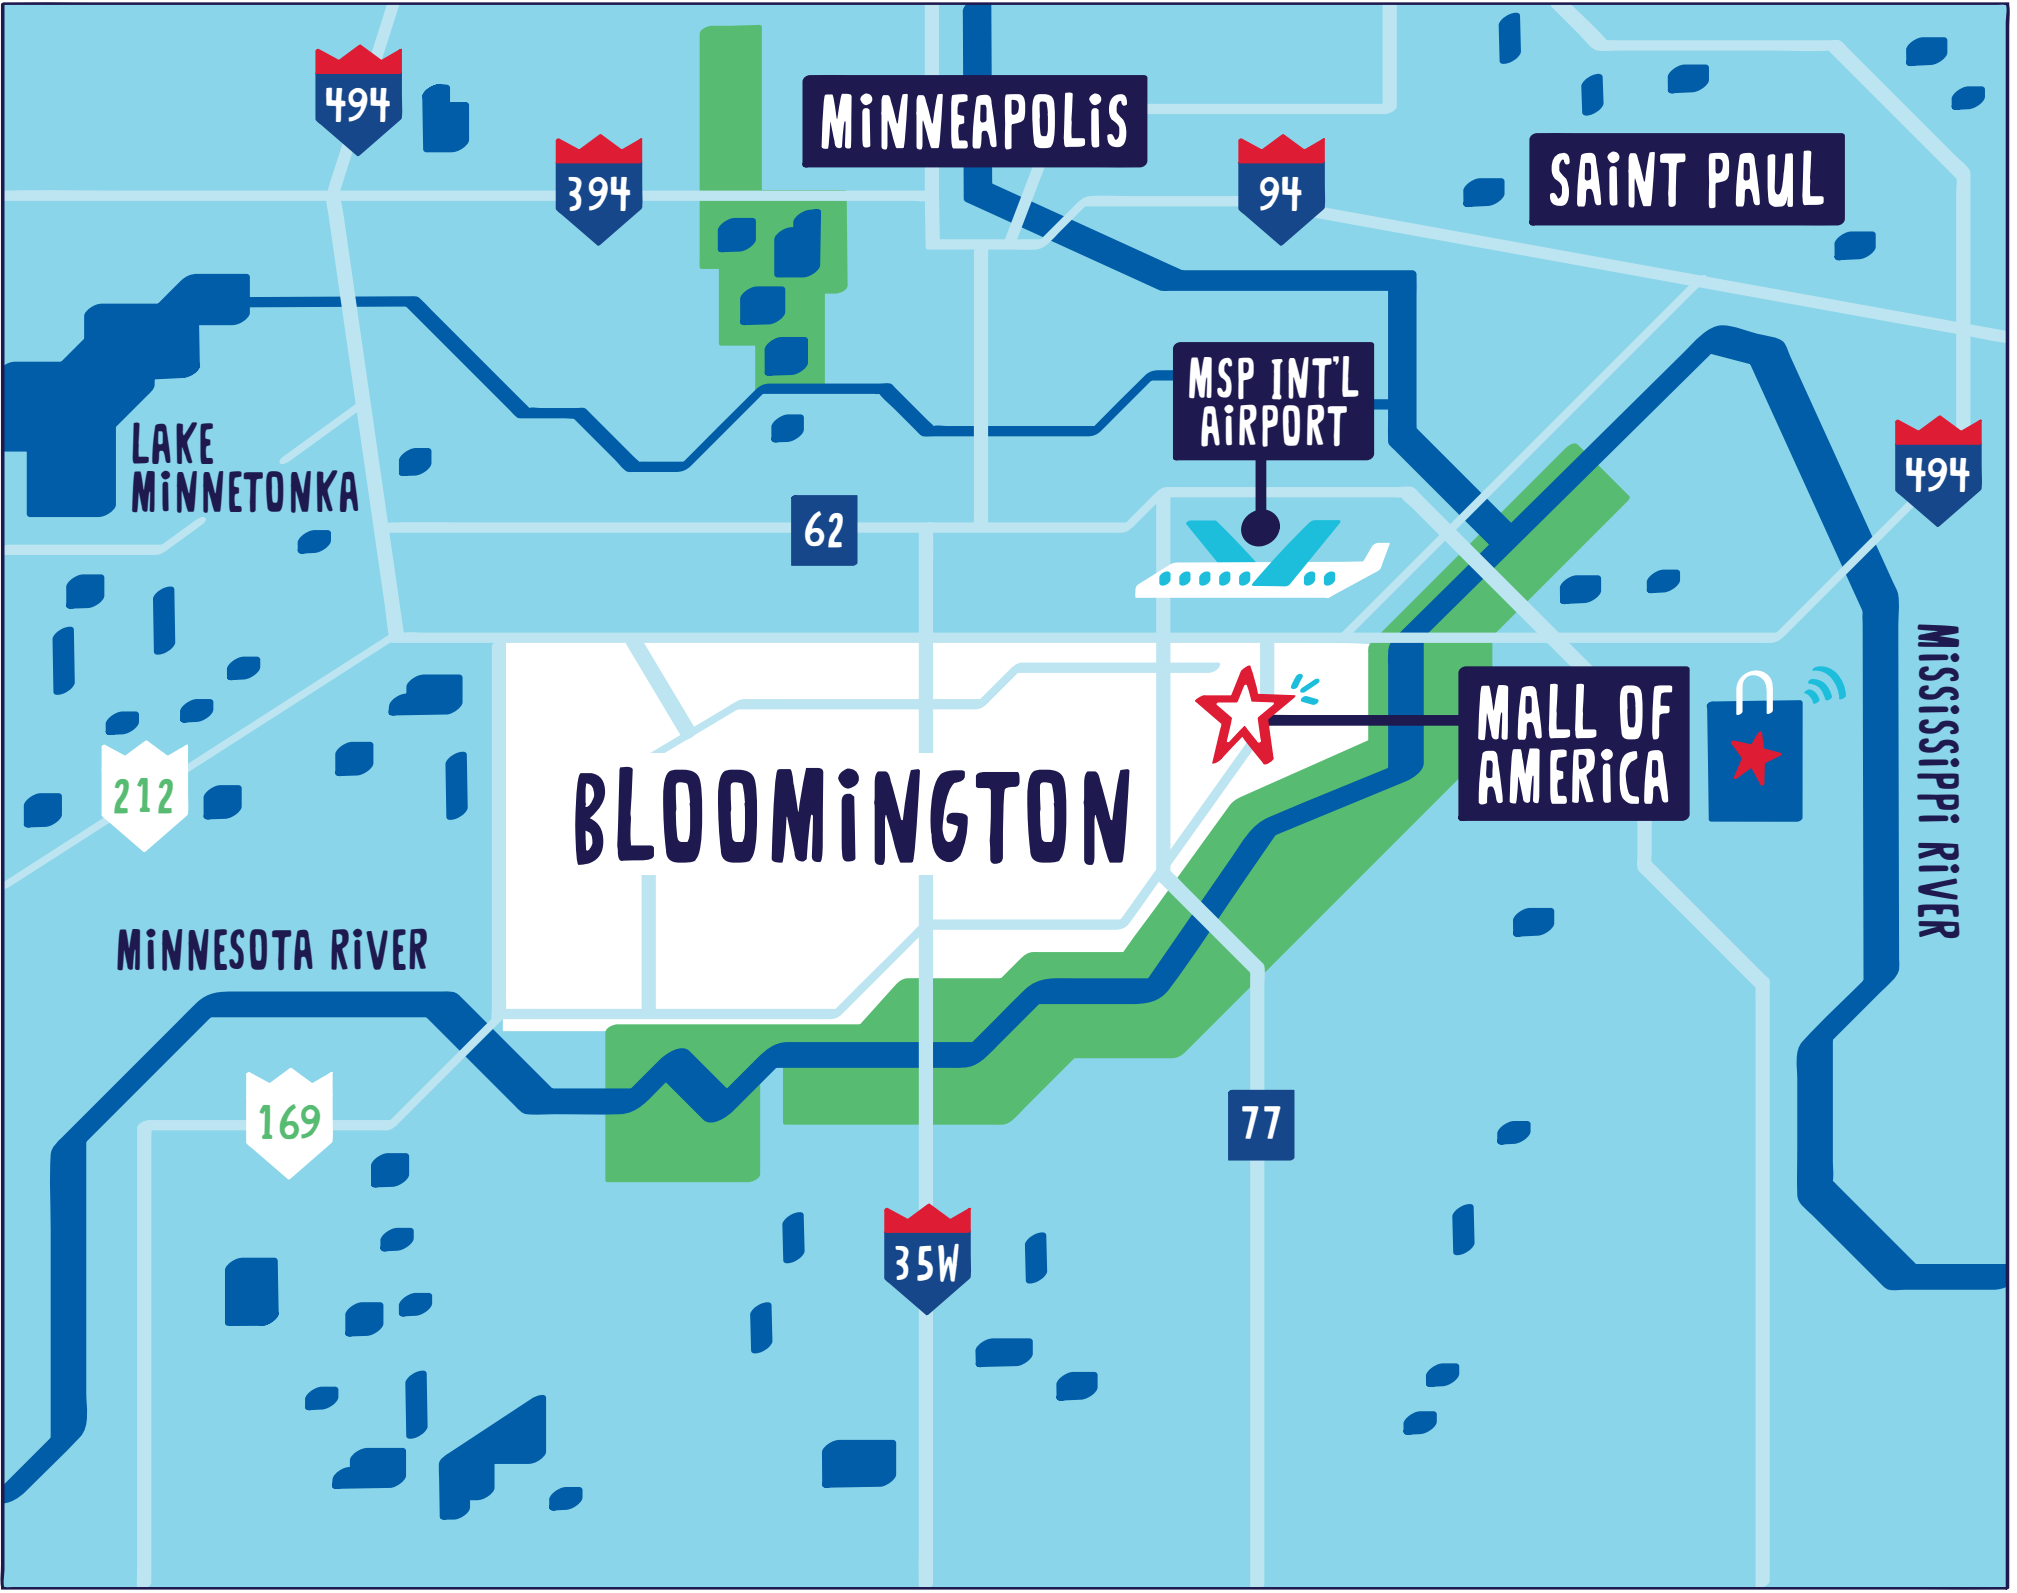 494
MiNNEAPOLiS
394
94
SAiNT PAUL
MSP INT'L
AiRPORT
LAKE
MiNNETONKA
494
62
MiSSiSSiPPi RiVER
MALL OF
AMERiCA
212
BLOOMiNGTON
MiNNESOTA RiVER
169
77
35W